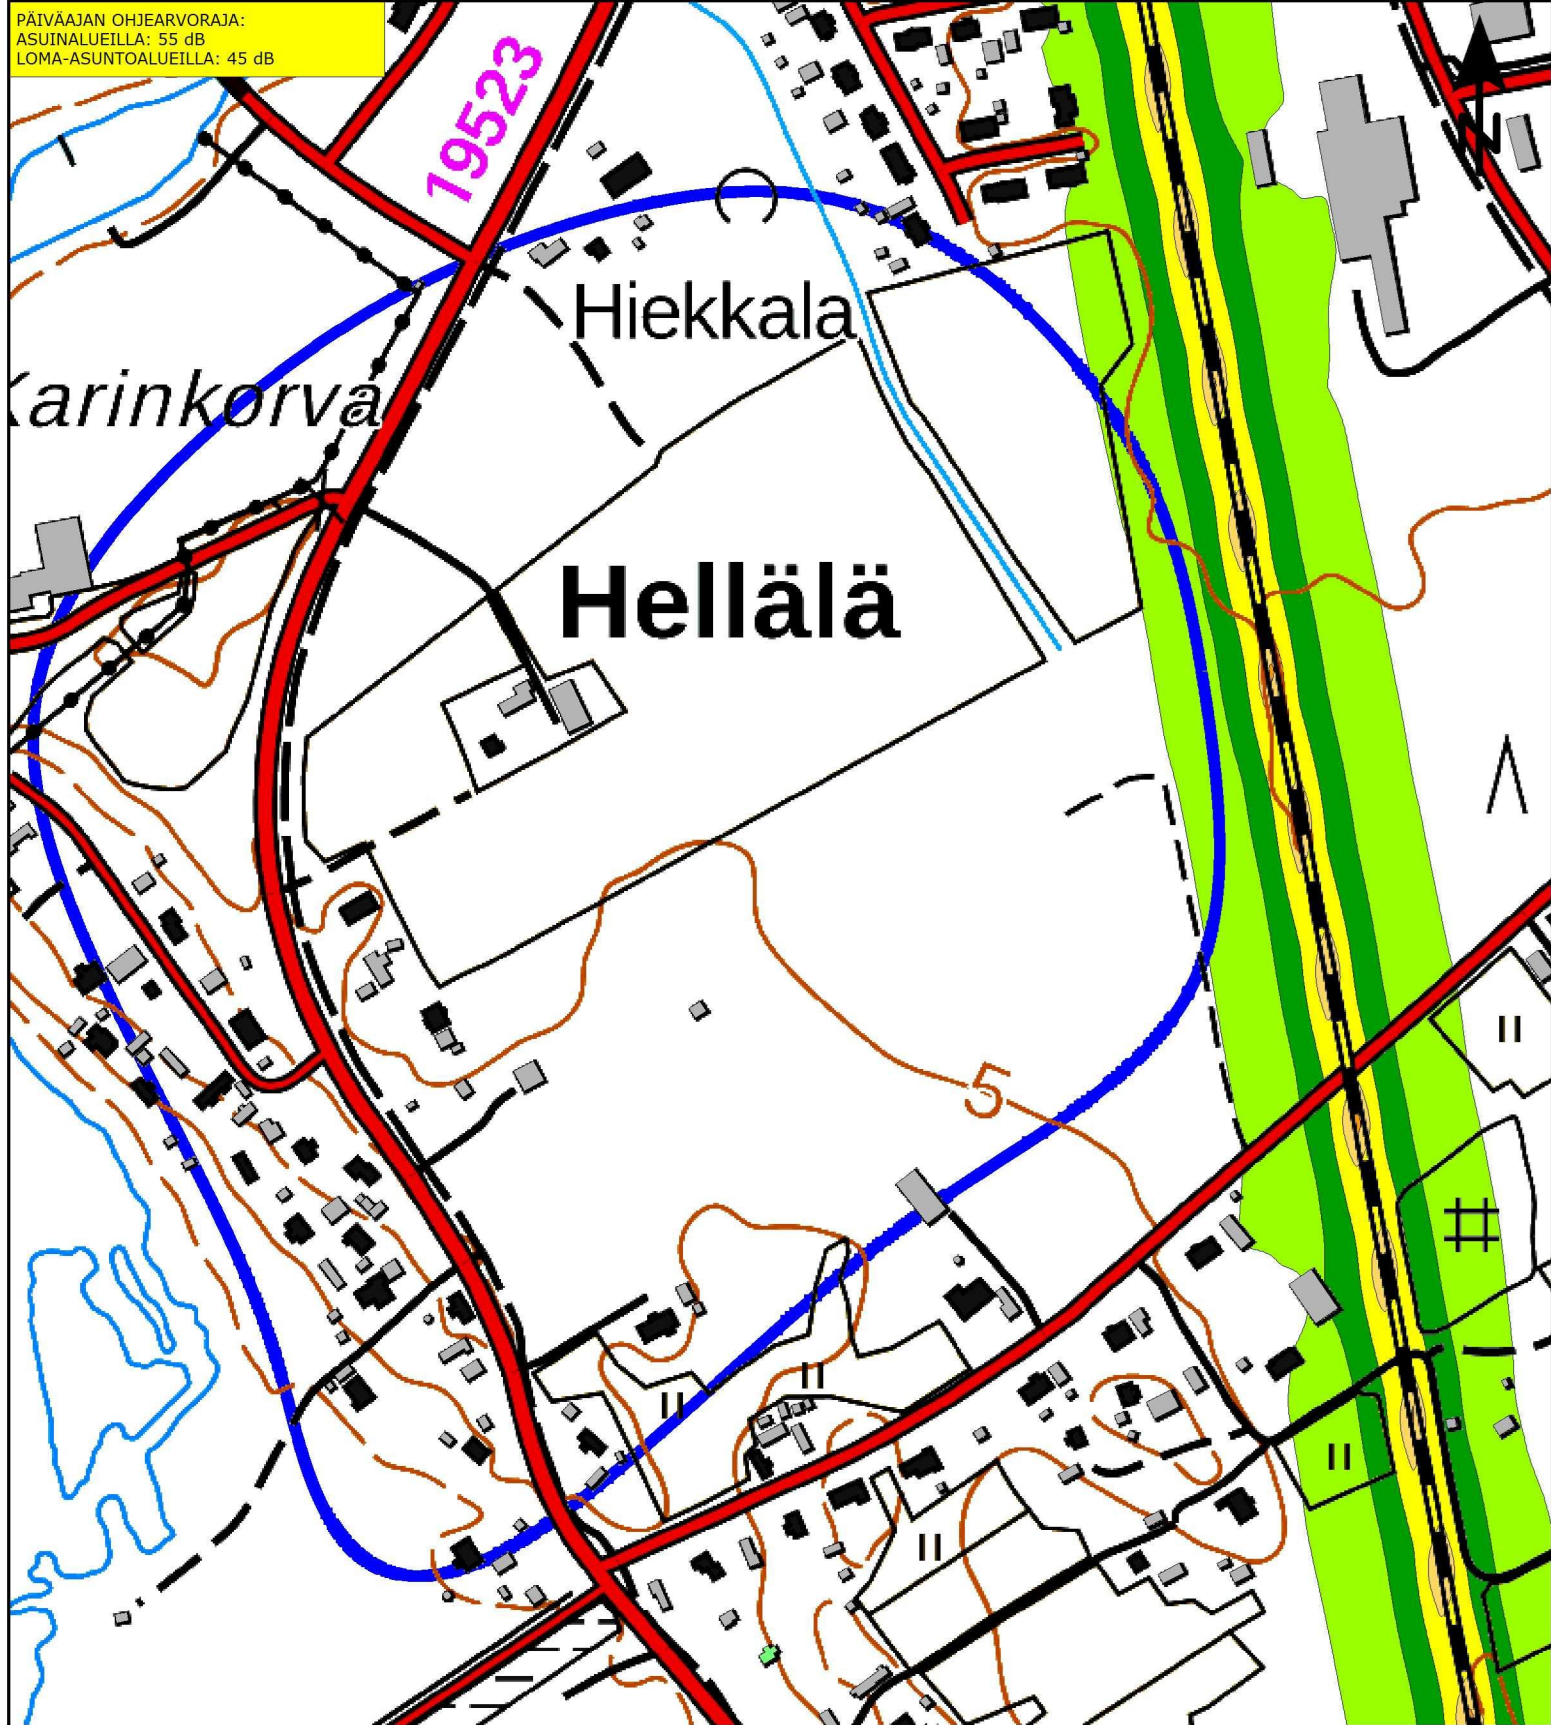 PÄIVÄAJAN OHJEARVORAJA:
ASUINALUEILLA: 55 dB
LOMA-ASUNTOALUEILLA: 45 dB
19523
N
Hiekkala
Karinkorva
Hellälä
5